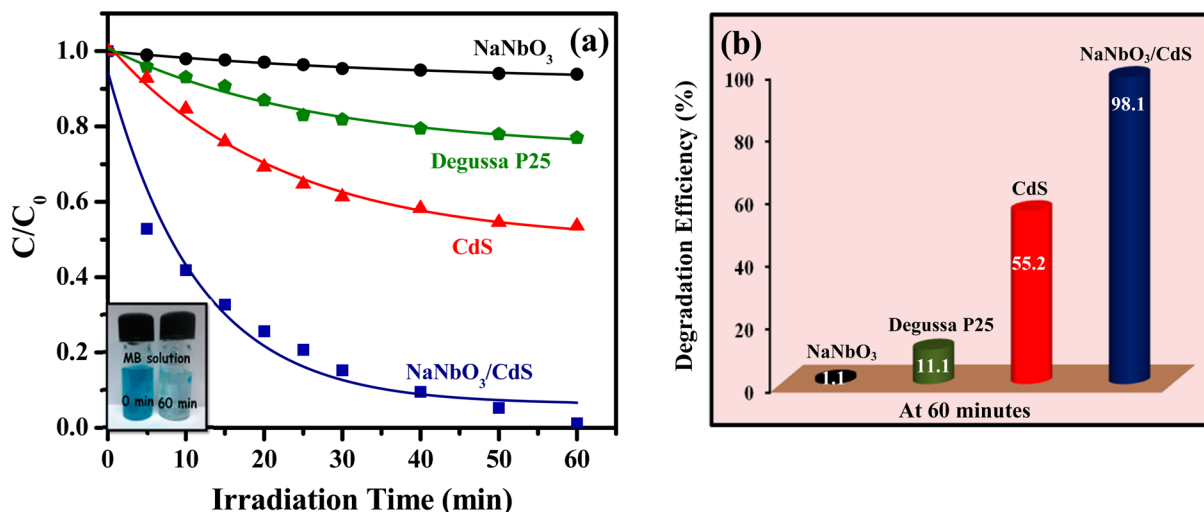 (a)
NaNbO₃
Degussa P25
CdS
NaNbO₃/CdS
C/C₀
1.0
0.8
0.6
0.4
0.2
0.0
MB solution
0 min 60 min
0 10 20 30 40 50 60
Irradiation Time (min)
(b)
Degradation Efficiency (%)
100
80
60
40
20
0
NaNbO₃/CdS
98.1
CdS
55.2
Degussa P25
11.1
NaNbO₃
1.1
At 60 minutes